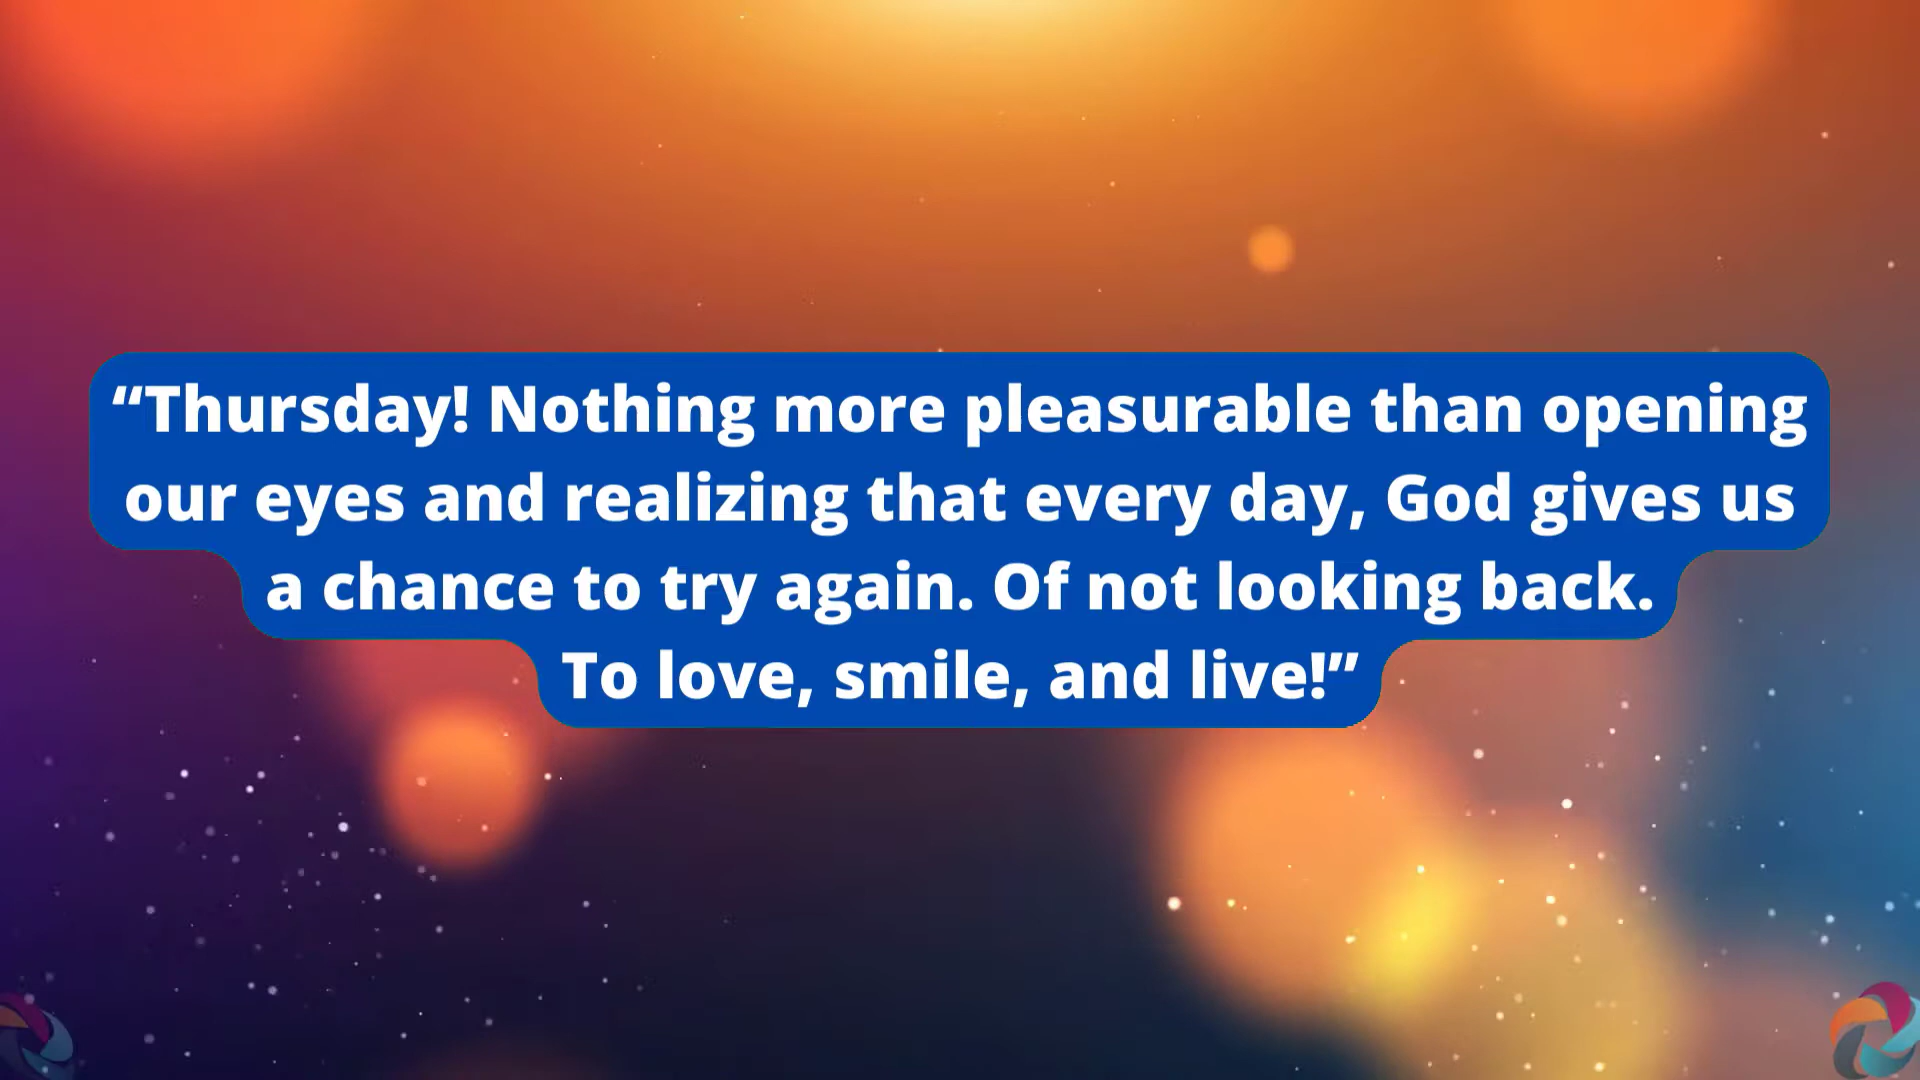 “Thursday! Nothing more pleasurable than opening
our eyes and realizing that every day, God gives us
a chance to try again. Of not looking back.
To love, smile, and live!”